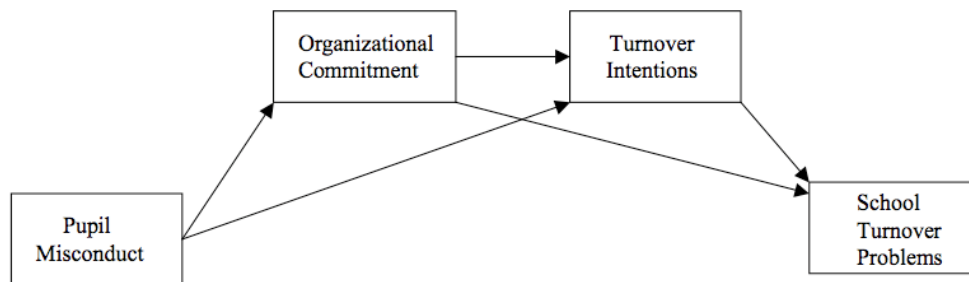 Organizational
Commitment
Turnover
Intentions
Pupil
Misconduct
School
Turnover
Problems